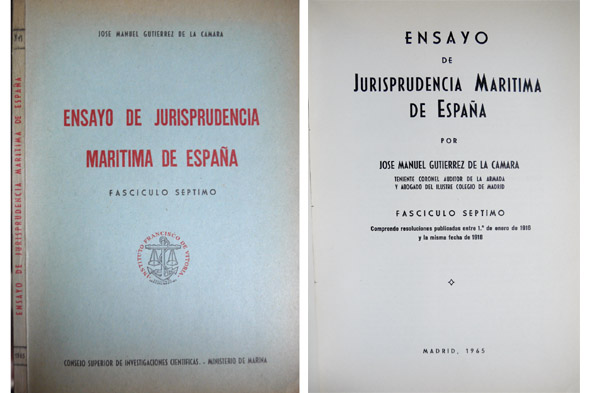 JOSE MANUEL GUTIERREZ DE LA CAMARA
ENSAYO DE JURISPRUDENCIA
MARITIMA DE ESPAÑA
FASCICULO SEPTIMO
INSTITUTO FRANCISCO DE VITORIA
CONSEJO SUPERIOR DE INVESTIGACIONES CIENTIFICAS. - MINISTERIO DE MARINA
ENSAYO DE JURISPRUDENCIA MARITIMA DE ESPAÑA
1965
ENSAYO
DE
JURISPRUDENCIA MARITIMA
DE ESPAÑA
POR
JOSE MANUEL GUTIERREZ DE LA CAMARA
TENIENTE CORONEL AUDITOR DE LA ARMADA
Y ABOGADO DEL ILUSTRE COLEGIO DE MADRID
FASCICULO SEPTIMO
Comprende resoluciones publicadas entre 1.º de enero de 1916
y la misma fecha de 1918
MADRID, 1965